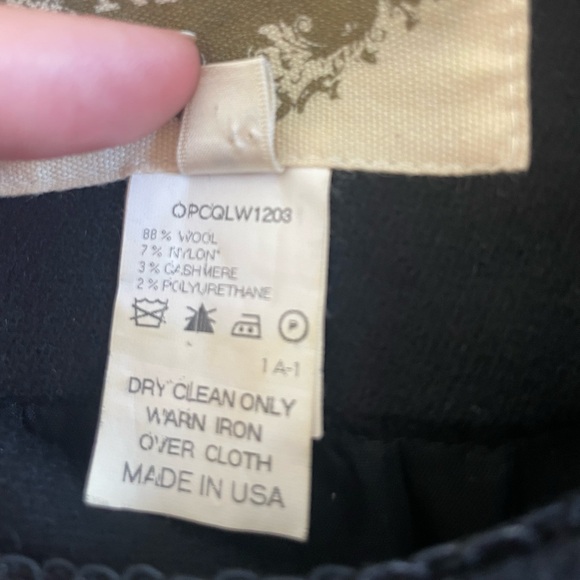 OPCQLW1203
88% WOOL
7% NYLON
3% CASHMERE
2% POLYURETHANE
P
1 A-1
DRY CLEAN ONLY
WARN IRON
OVER CLOTH
MADE IN USA